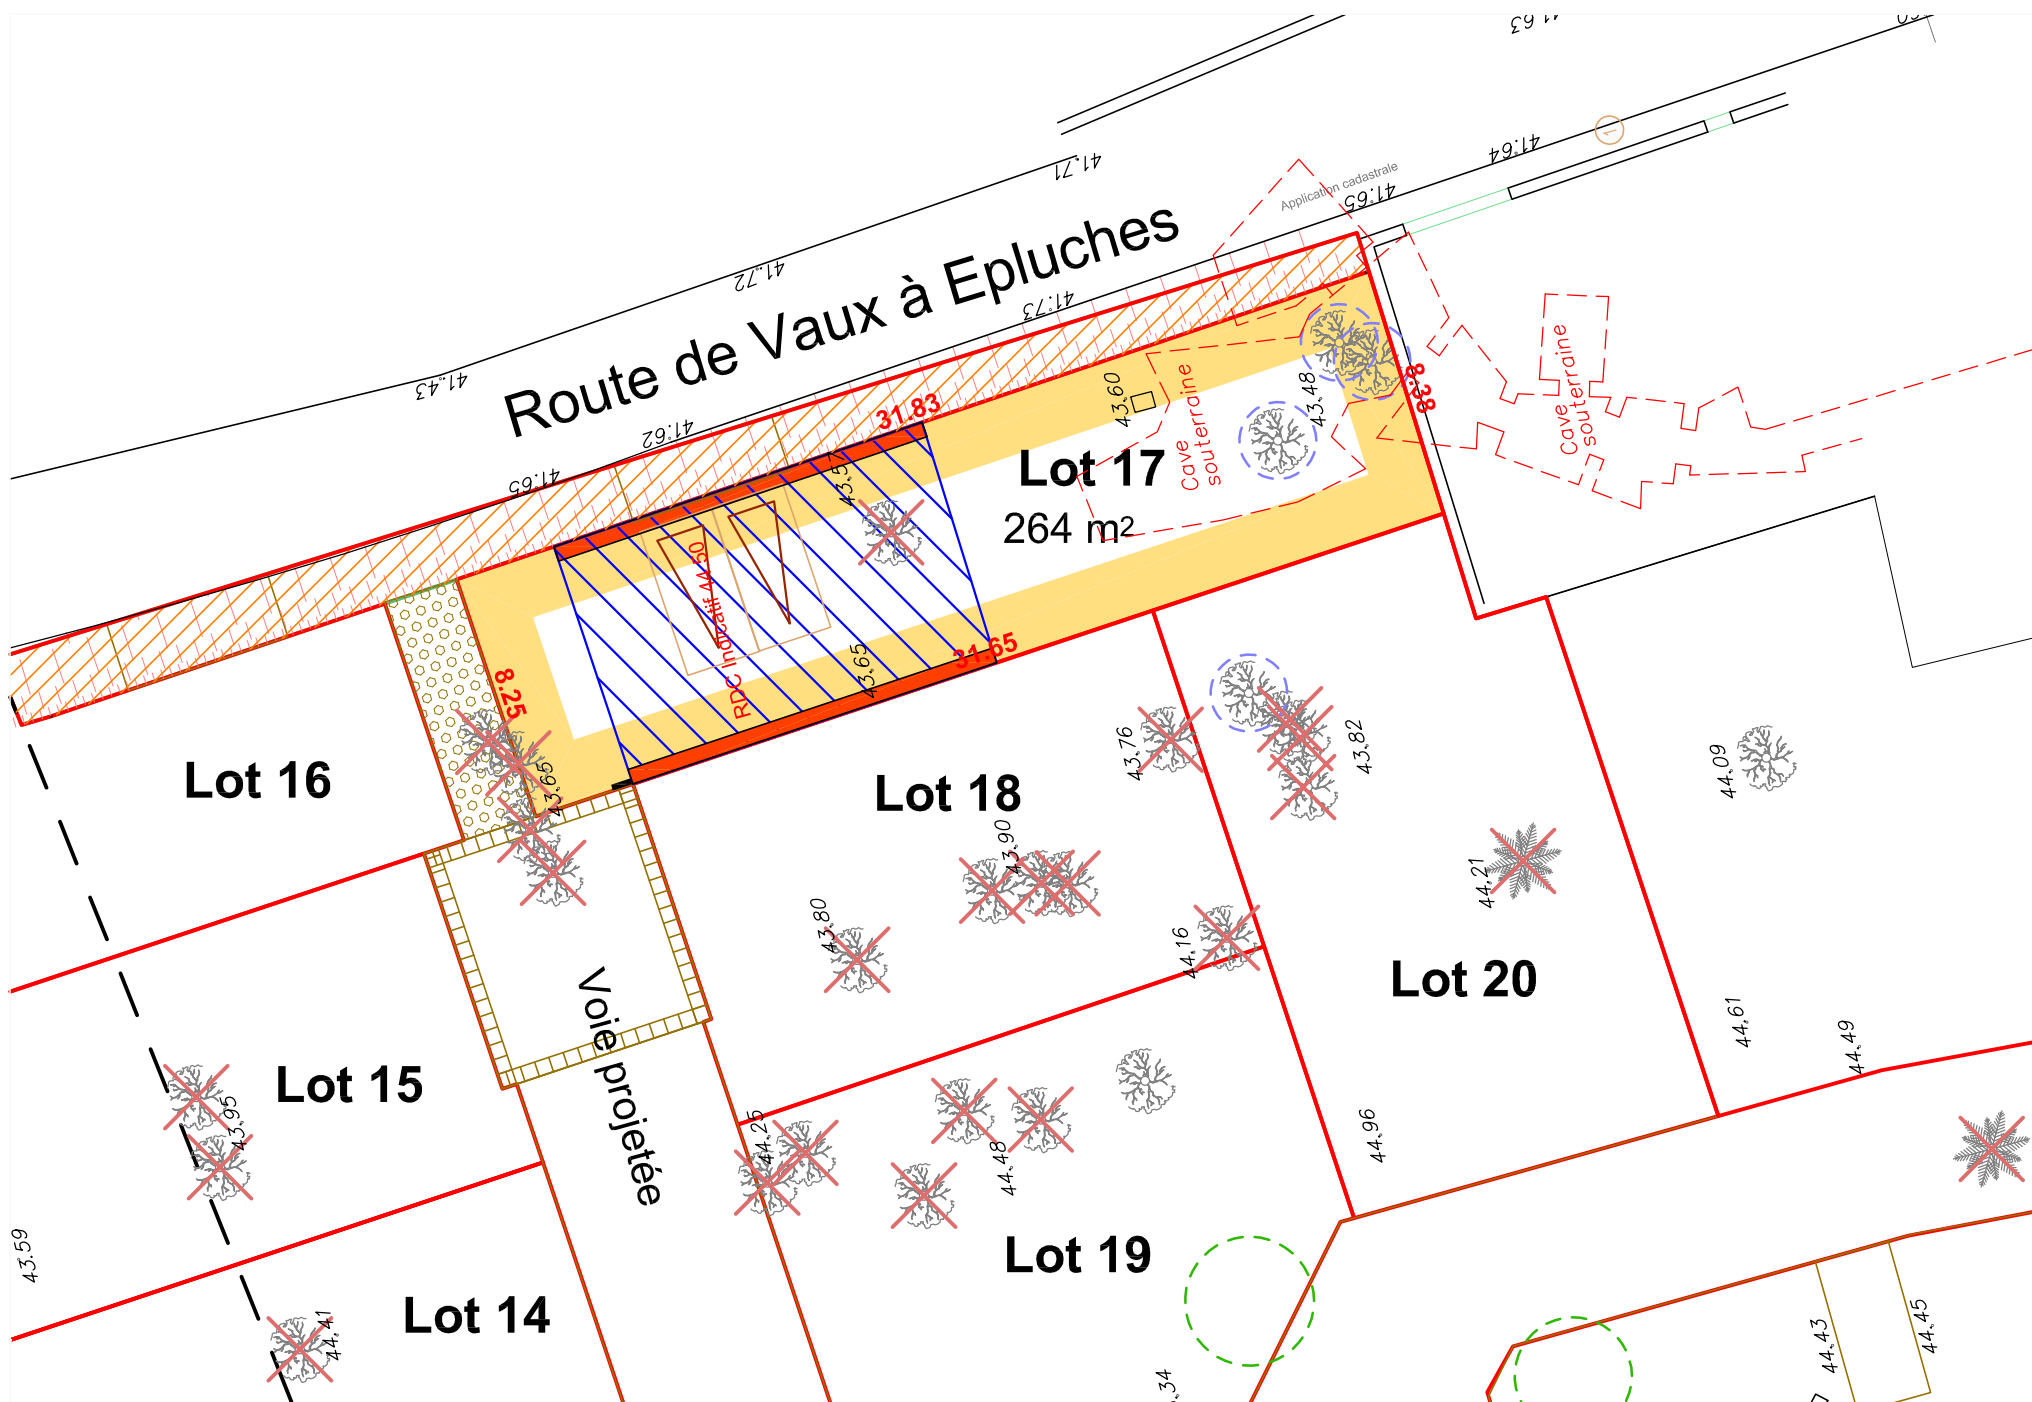 41.63
41.71
41.64
1
Application cadastrale
41.65
Route de Vaux à Epluches
41.72
41.73
41.43
41.62
41.65
31.83
43.60
43.48
8.38
Cave
souterraine
Cave
souterraine
Lot 17
264 m²
43.57
RDC Indicatif 44.50
43.65
31.65
8.25
43.65
Lot 16
Lot 18
43.76
43.82
44.09
43.90
43.80
44.21
44.16
Lot 20
Voie projetée
44.61
44.49
Lot 15
43.95
44.25
44.48
44.96
43.59
Lot 19
Lot 14
44.41
44.43
44.45
.34